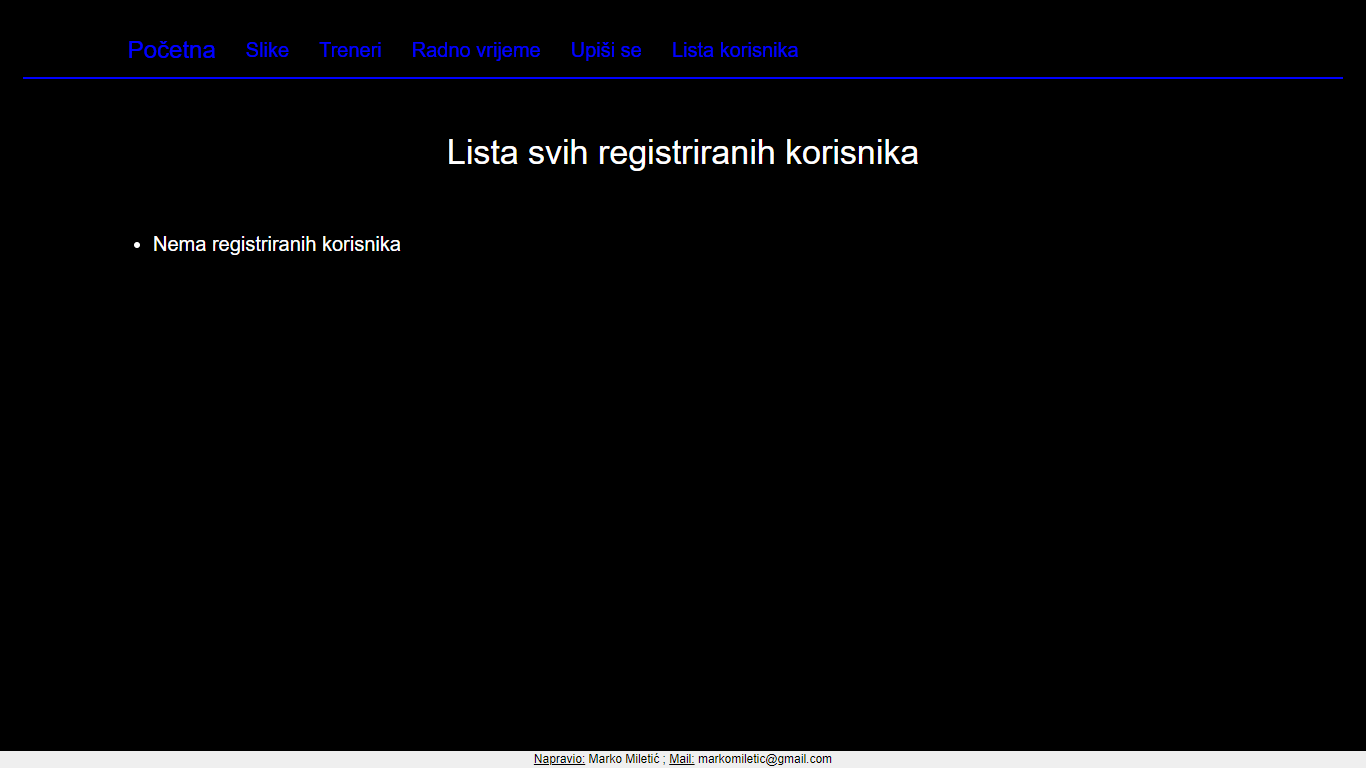 Početna Slike Treneri Radno vrijeme Upiši se Lista korisnika
Lista svih registriranih korisnika
• Nema registriranih korisnika
Napravio: Marko Miletić ; Mail: markomiletic@gmail.com